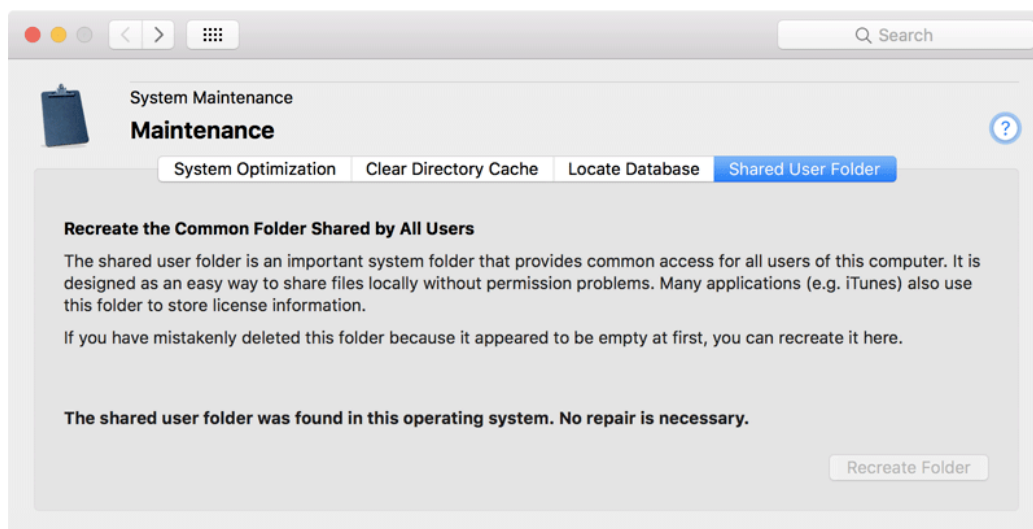 Search
System Maintenance
Maintenance
?
System Optimization
Clear Directory Cache
Locate Database
Shared User Folder
Recreate the Common Folder Shared by All Users
The shared user folder is an important system folder that provides common access for all users of this computer. It is
designed as an easy way to share files locally without permission problems. Many applications (e.g. iTunes) also use
this folder to store license information.
If you have mistakenly deleted this folder because it appeared to be empty at first, you can recreate it here.
The shared user folder was found in this operating system. No repair is necessary.
Recreate Folder